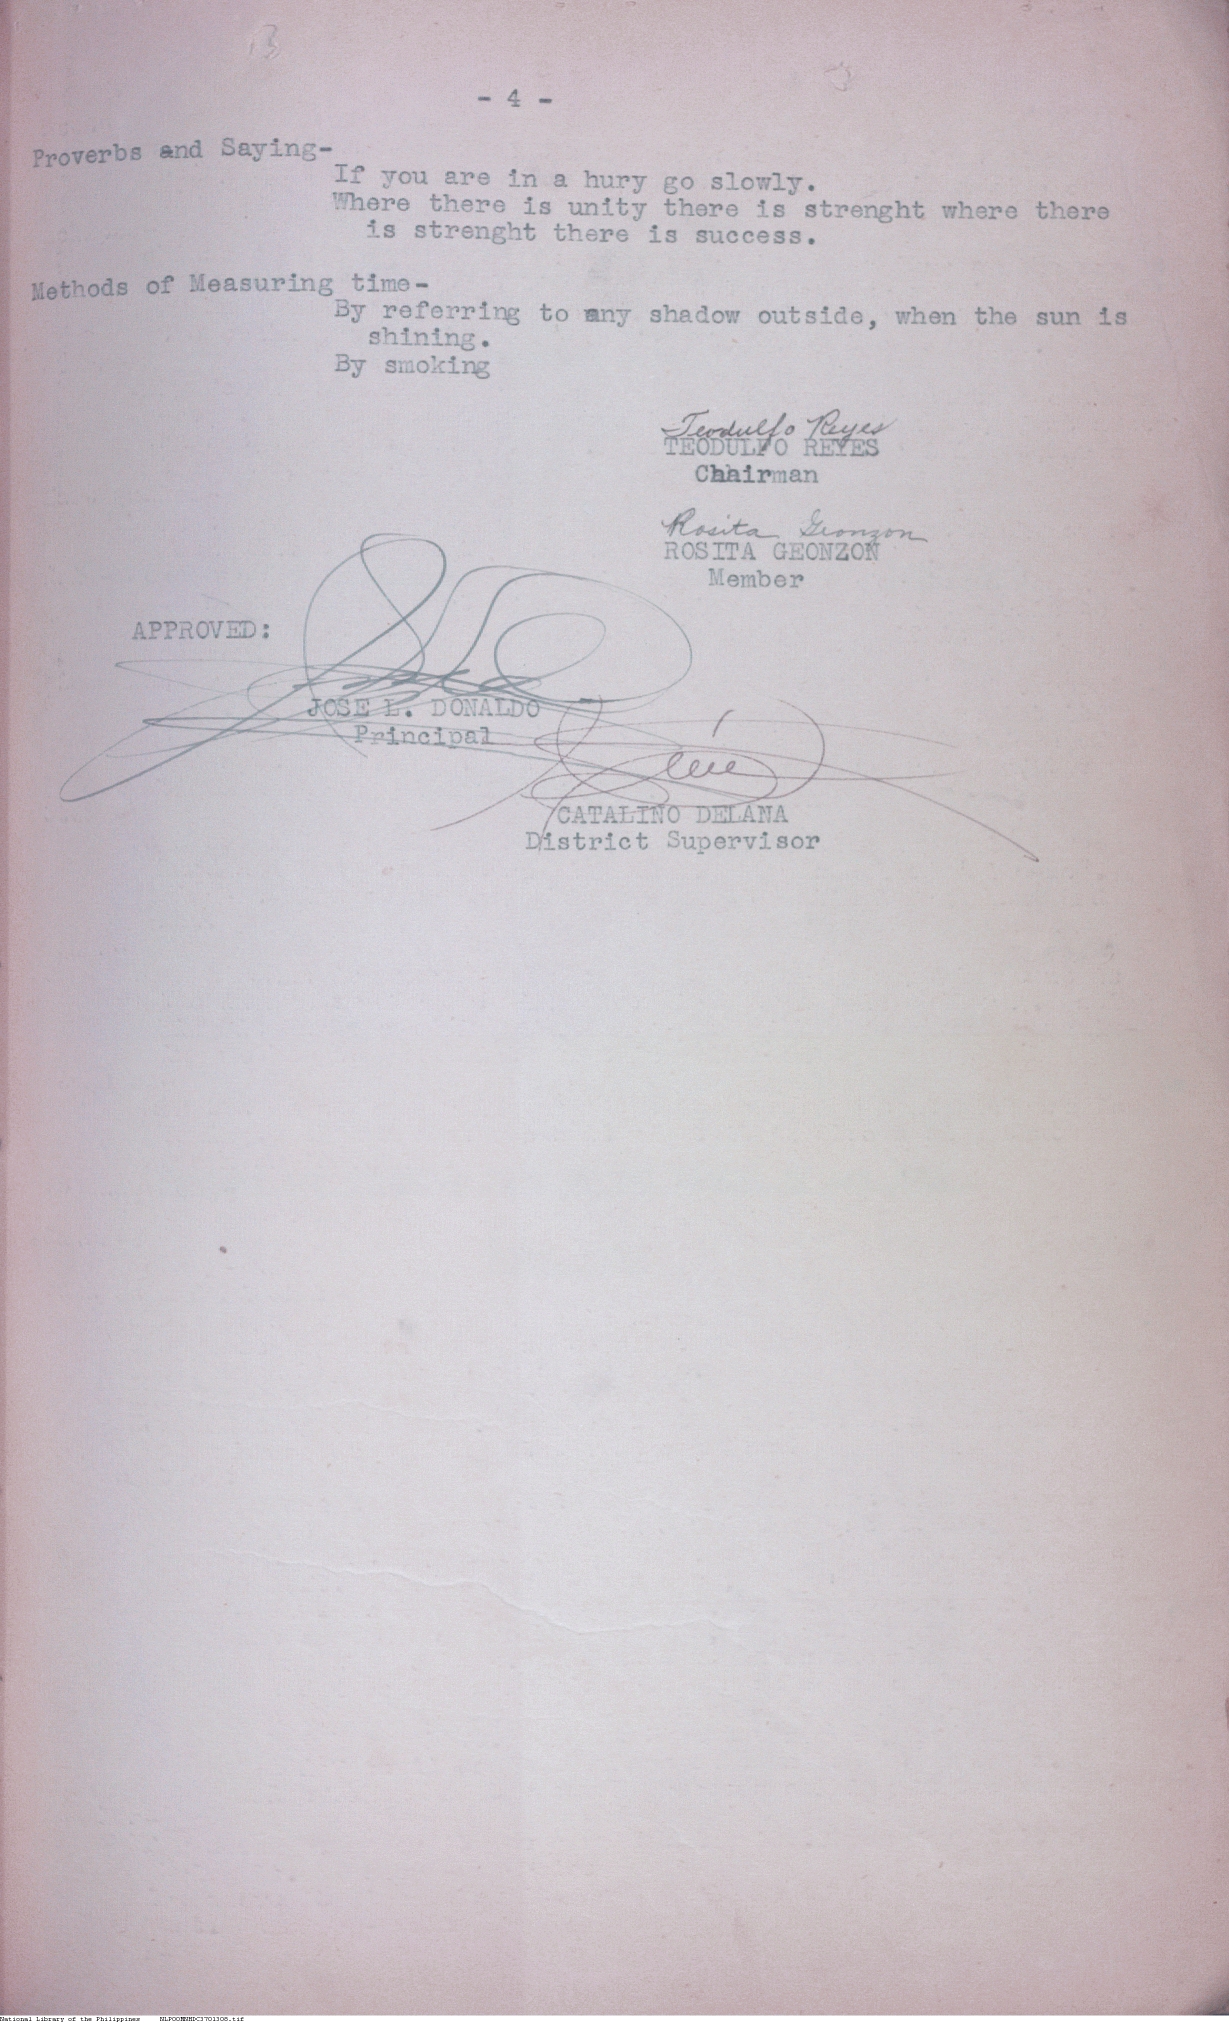 - 4 -
Proverbs and Saying-
If you are in a hury go slowly.
Where there is unity there is strenght where there
is strenght there is success.
Methods of Measuring time-
By referring to any shadow outside, when the sun is
shining.
By smoking
Teodulfo Reyes
TEODULFO REYES
Chairman
Rosita Geonzon
ROSITA GEONZON
Member
APPROVED:
JOSE L. DONALDO
Principal
CATALINO DELANA
District Supervisor
National Library of the Philippines